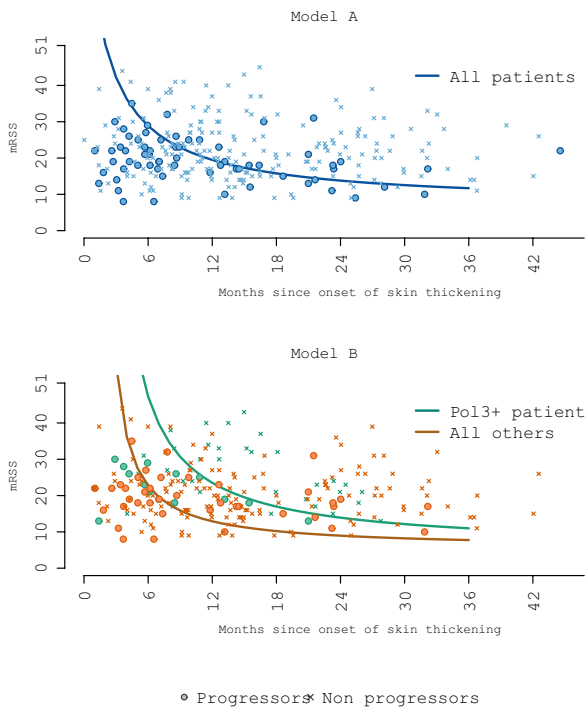 Model A
51
40
30
20
10
0
mRSS
All patients
0 6 12 18 24 30 36 42
Months since onset of skin thickening
Model B
51
40
30
20
10
0
mRSS
Pol3+ patient
All others
0 6 12 18 24 30 36 42
Months since onset of skin thickening
Progressors Non progressors